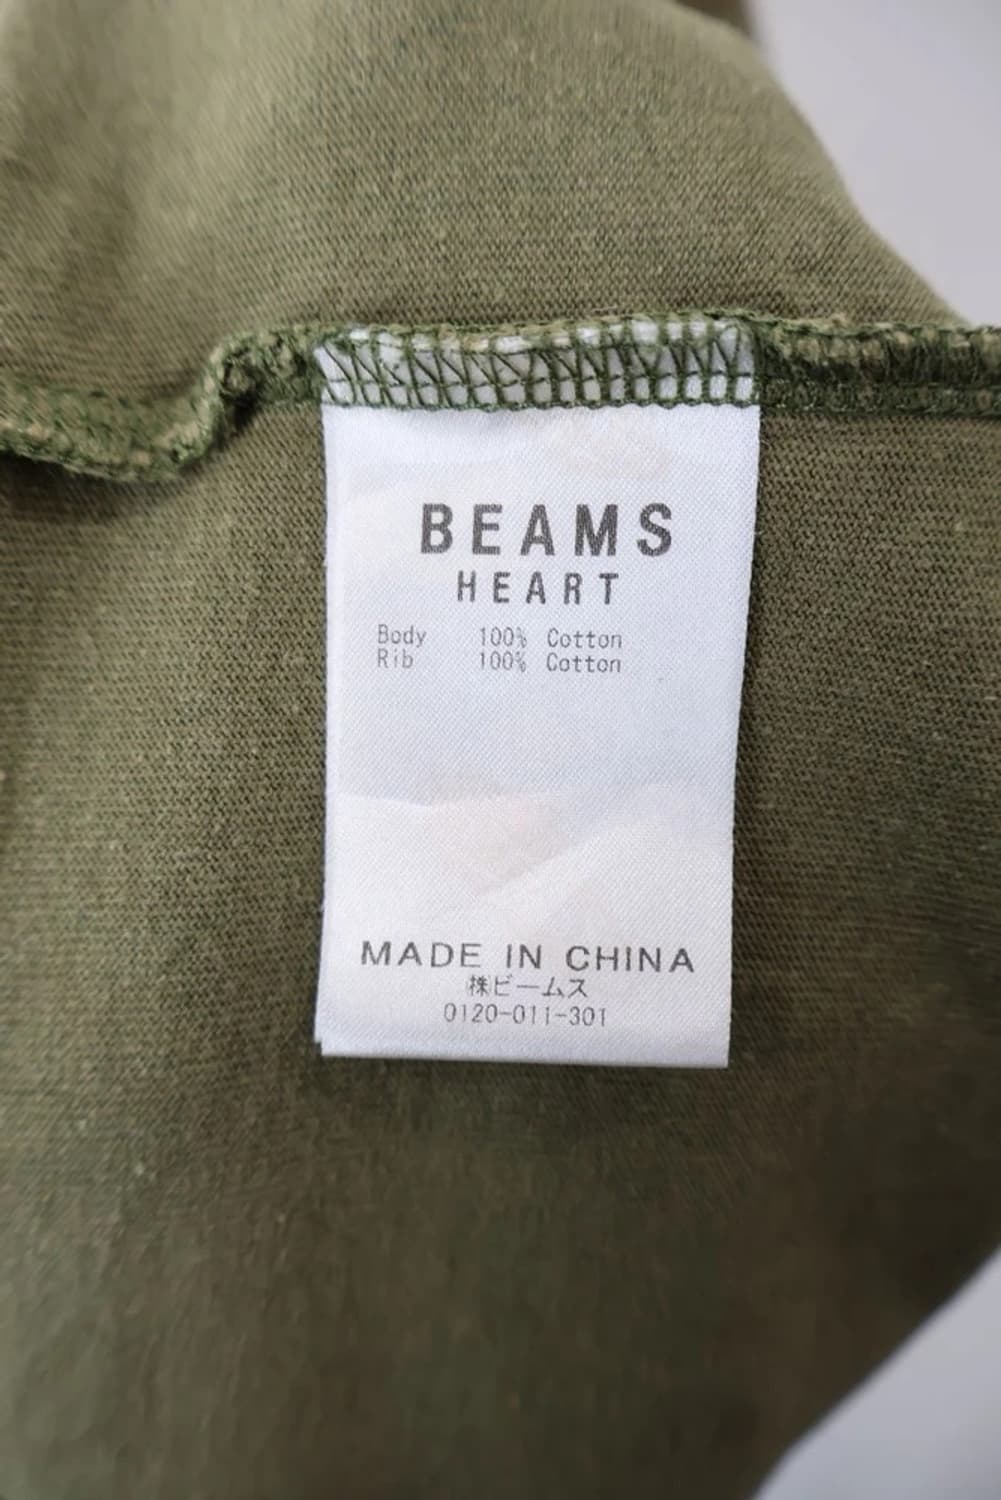 BEAMS
HEART
Body 100% Cotton
Rib 100% Cotton
MADE IN CHINA
㈱ビームス
0120-011-301